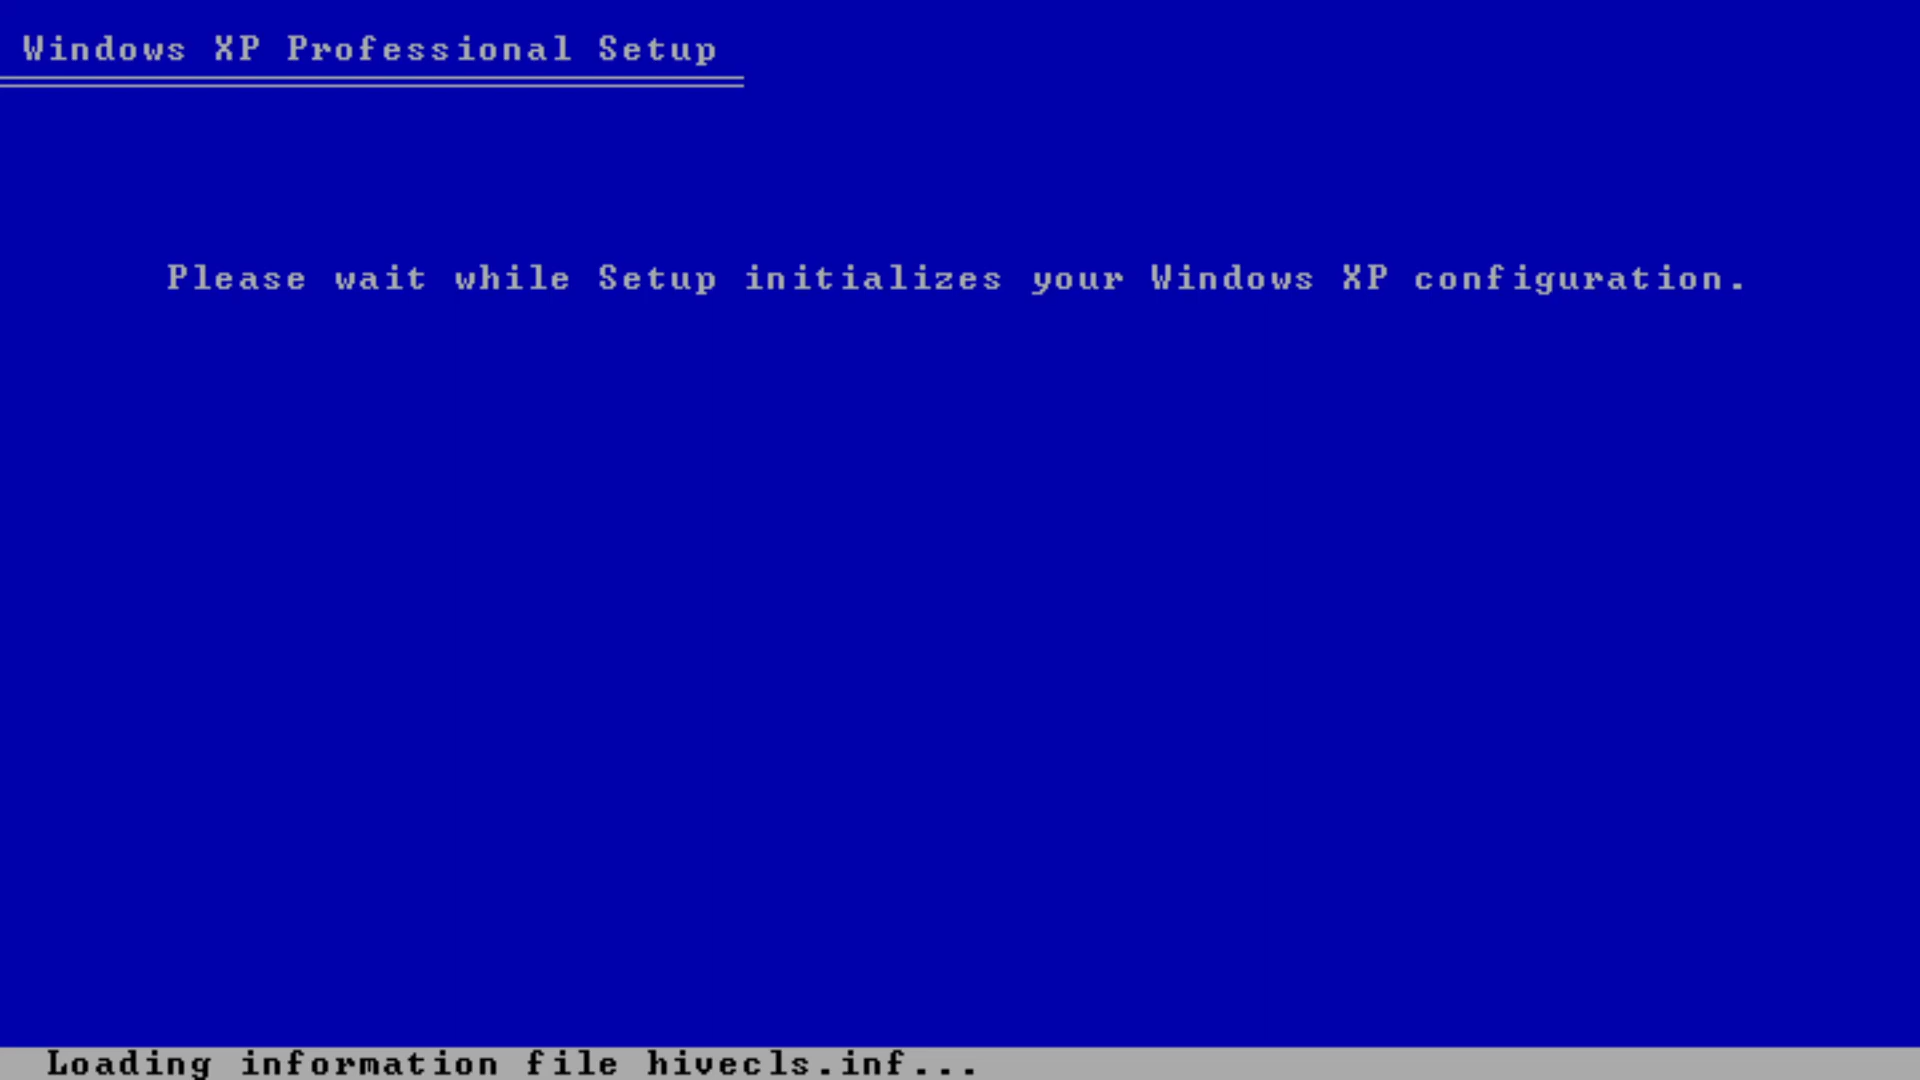 Windows XP Professional Setup
Please wait while Setup initializes your Windows XP configuration.
Loading information file hivecls.inf...